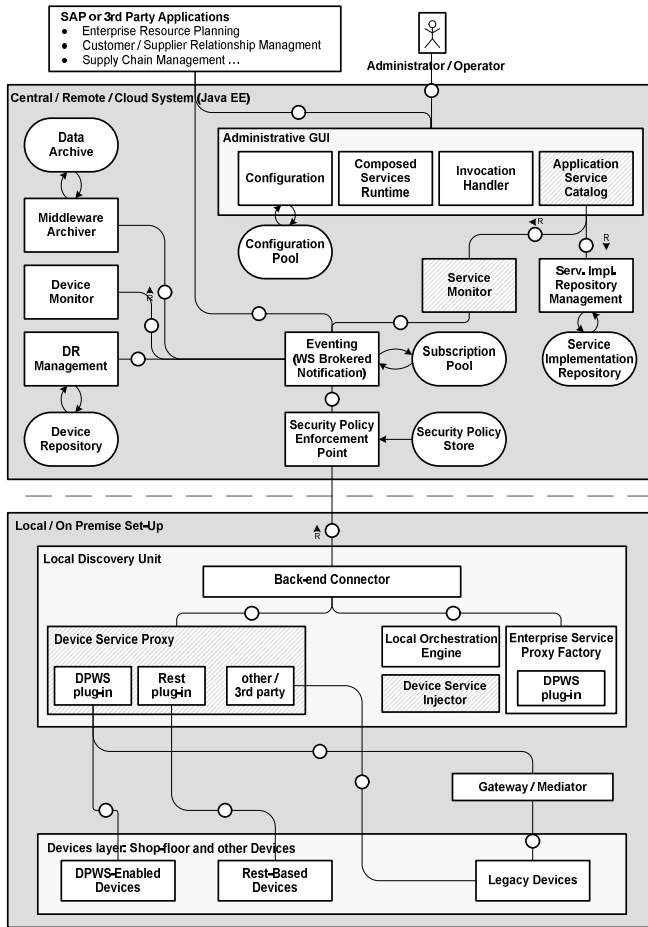 SAP or 3rd Party Applications
● Enterprise Resource Planning
● Customer / Supplier Relationship Managment
● Supply Chain Management ...
Administrator / Operator
Central / Remote / Cloud System (Java EE)
Administrative GUI
Configuration
Composed
Services
Runtime
Invocation
Handler
Application
Service
Catalog
Data
Archive
Middleware
Archiver
Configuration
Pool
R
R
Device
Monitor
R
Service
Monitor
Serv. Impl.
Repository
Management
DR
Management
Eventing
(WS Brokered
Notification)
Subscription
Pool
Service
Implementation
Repository
Device
Repository
Security Policy
Enforcement
Point
Security Policy
Store
Local / On Premise Set-Up
R
Local Discovery Unit
Back-end Connector
Device Service Proxy
DPWS
plug-in
Rest
plug-in
other /
3rd party
Local Orchestration
Engine
Device Service
Injector
Enterprise Service
Proxy Factory
DPWS
plug-in
Gateway / Mediator
Devices layer: Shop-floor and other Devices
DPWS-Enabled
Devices
Rest-Based
Devices
Legacy Devices